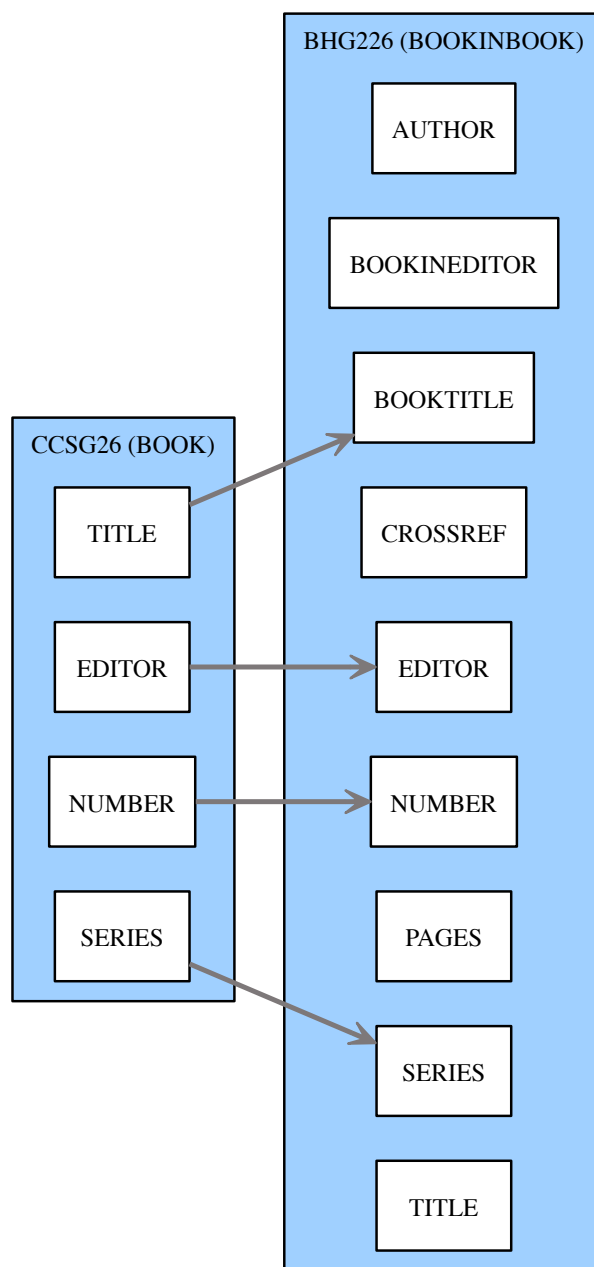 BHG226 (BOOKINBOOK)
AUTHOR
BOOKINEDITOR
BOOKTITLE
CROSSREF
EDITOR
NUMBER
PAGES
SERIES
TITLE
CCSG26 (BOOK)
TITLE
EDITOR
NUMBER
SERIES